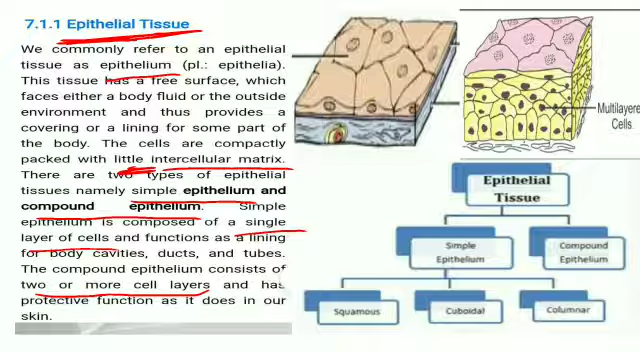 7.1.1 Epithelial Tissue
We commonly refer to an epithelial
tissue as epithelium (pl.: epithelia).
This tissue has a free surface, which
faces either a body fluid or the outside
environment and thus provides a
covering or a lining for some part of
the body. The cells are compactly
packed with little intercellular matrix.
There are two types of epithelial
tissues namely simple epithelium and
compound epithelium. Simple
epithelium is composed of a single
layer of cells and functions as a lining
for body cavities, ducts, and tubes.
The compound epithelium consists of
two or more cell layers and has
protective function as it does in our
skin.
Multilayere
Cells
Epithelial
Tissue
Simple
Epithelium
Compound
Epithelium
Squamous
Cuboidal
Columnar